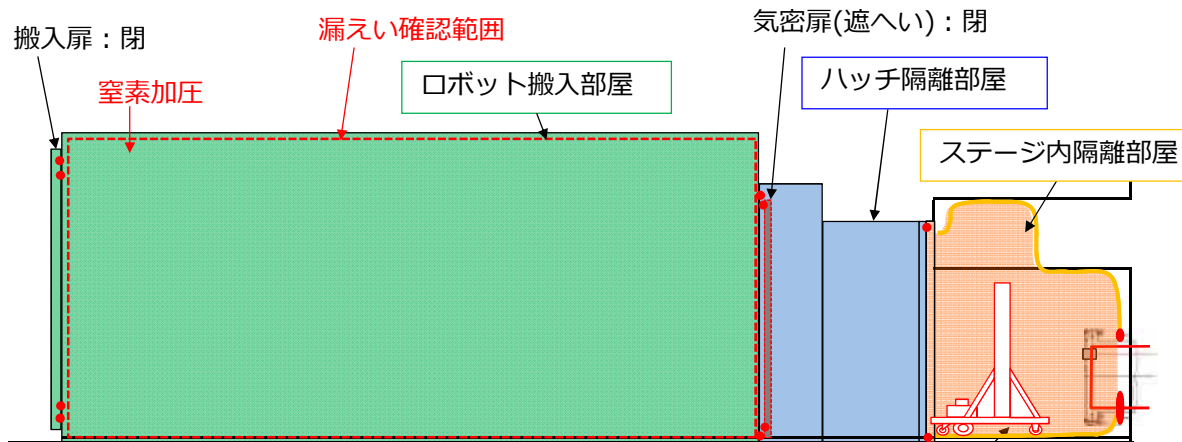 搬入扉：閉
漏えい確認範囲
気密扉(遮へい)：閉
窒素加圧
ロボット搬入部屋
ハッチ隔離部屋
ステージ内隔離部屋